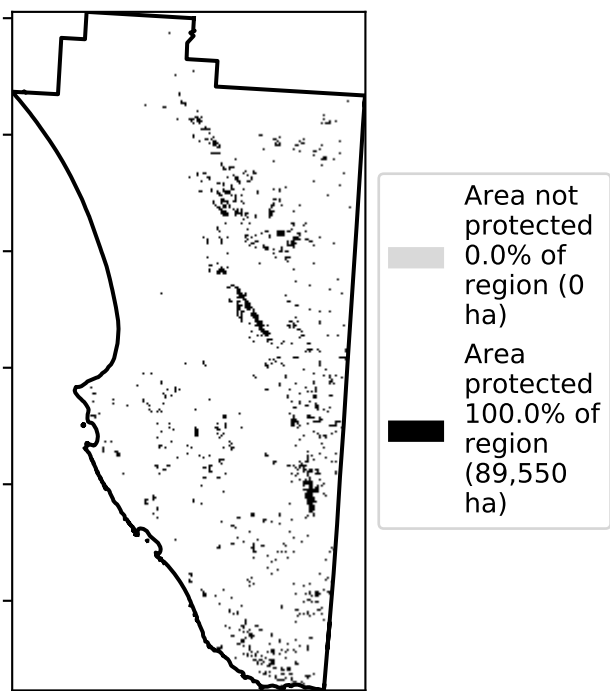 Area not
protected
0.0% of
region (0
ha)
Area
protected
100.0% of
region
(89,550
ha)